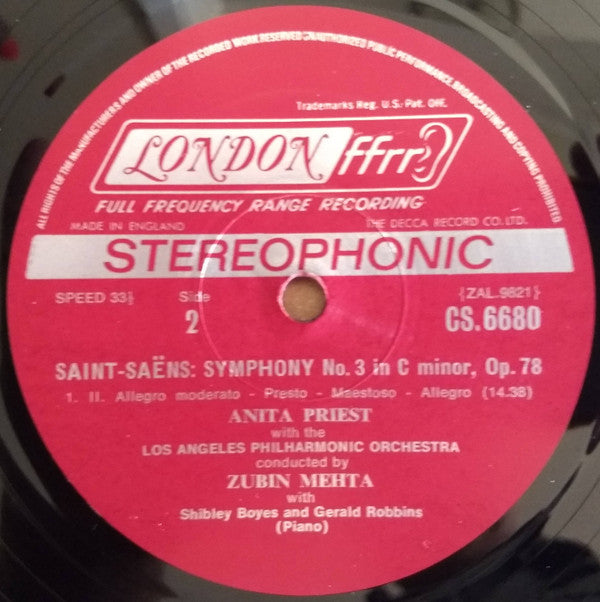 ALL RIGHTS OF THE MANUFACTURERS AND OWNER OF THE RECORDED WORK RESERVED UNAUTHORIZED PUBLIC PERFORMANCE, BROADCASTING AND COPYING PROHIBITED.
Trademarks Reg. U.S. Pat. Off.
LONDON ffrr
FULL FREQUENCY RANGE RECORDING
MADE IN ENGLAND THE DECCA RECORD CO. LTD.
STEREOPHONIC
SPEED 33⅓ Side {ZAL.9821}
2 CS.6680
SAINT-SAËNS: SYMPHONY No. 3 in C minor, Op. 78
1. II. Allegro moderato - Presto - Maestoso - Allegro (14.38)
ANITA PRIEST
with the
LOS ANGELES PHILHARMONIC ORCHESTRA
conducted by
ZUBIN MEHTA
with
Shibley Boyes and Gerald Robbins
(Piano)